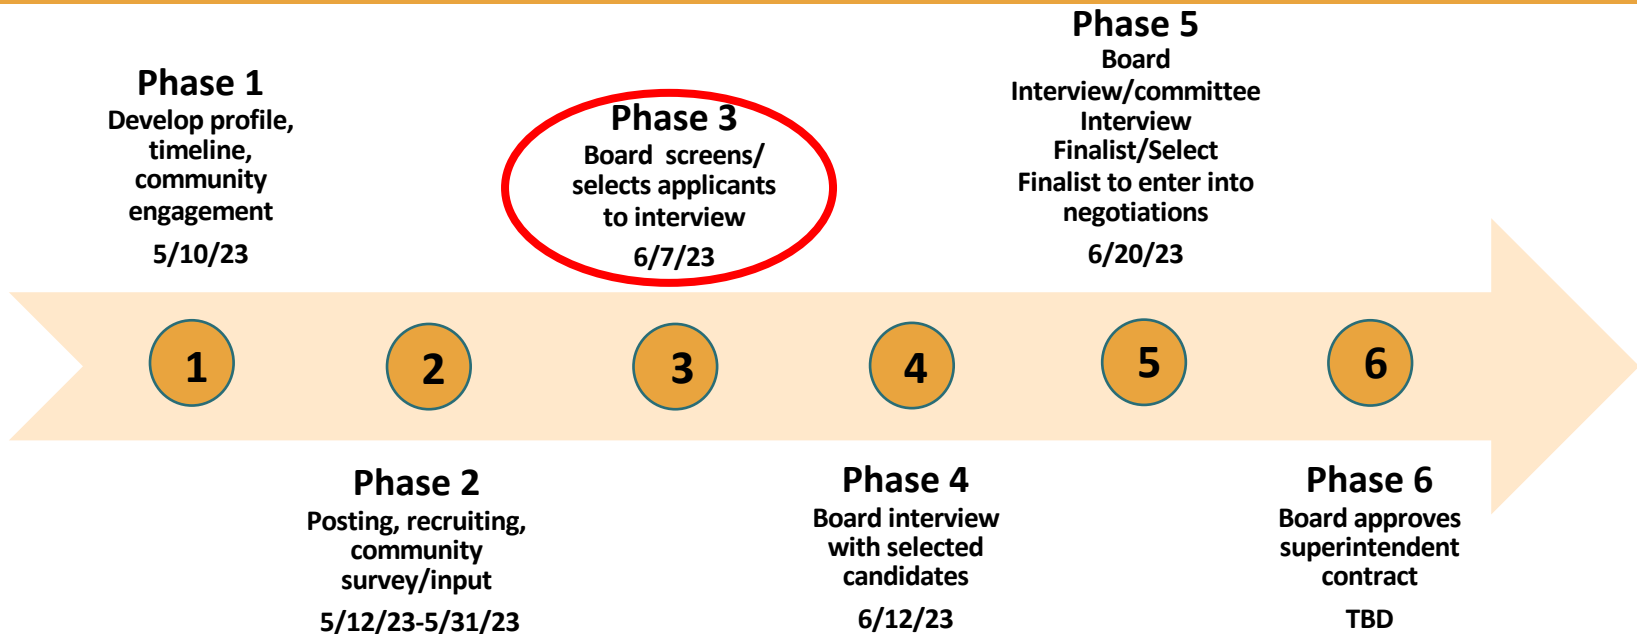 Phase 1
Develop profile,
timeline,
community
engagement
5/10/23
Phase 3
Board screens/
selects applicants
to interview
6/7/23
Phase 5
Board
Interview/committee
Interview
Finalist/Select
Finalist to enter into
negotiations
6/20/23
1
2
3
4
5
6
Phase 2
Posting, recruiting,
community
survey/input
5/12/23-5/31/23
Phase 4
Board interview
with selected
candidates
6/12/23
Phase 6
Board approves
superintendent
contract
TBD